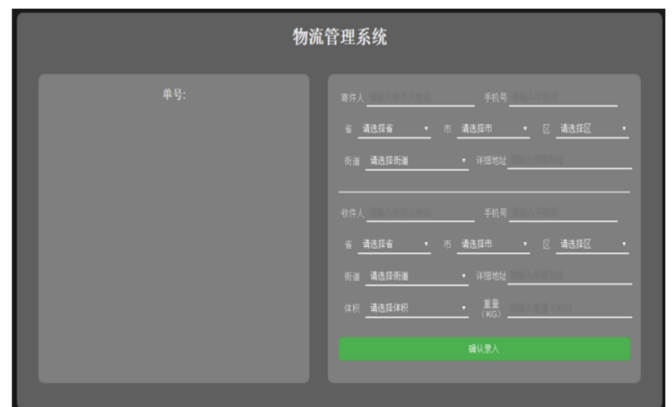 物流管理系统
单号:
寄件人 手机号
省 请选择省 市 请选择市 区 请选择区
街道 请选择街道 详细地址
收件人 手机号
省 请选择省 市 请选择市 区 请选择区
街道 请选择街道 详细地址
体积 请选择体积 重量
（KG）
确认录入